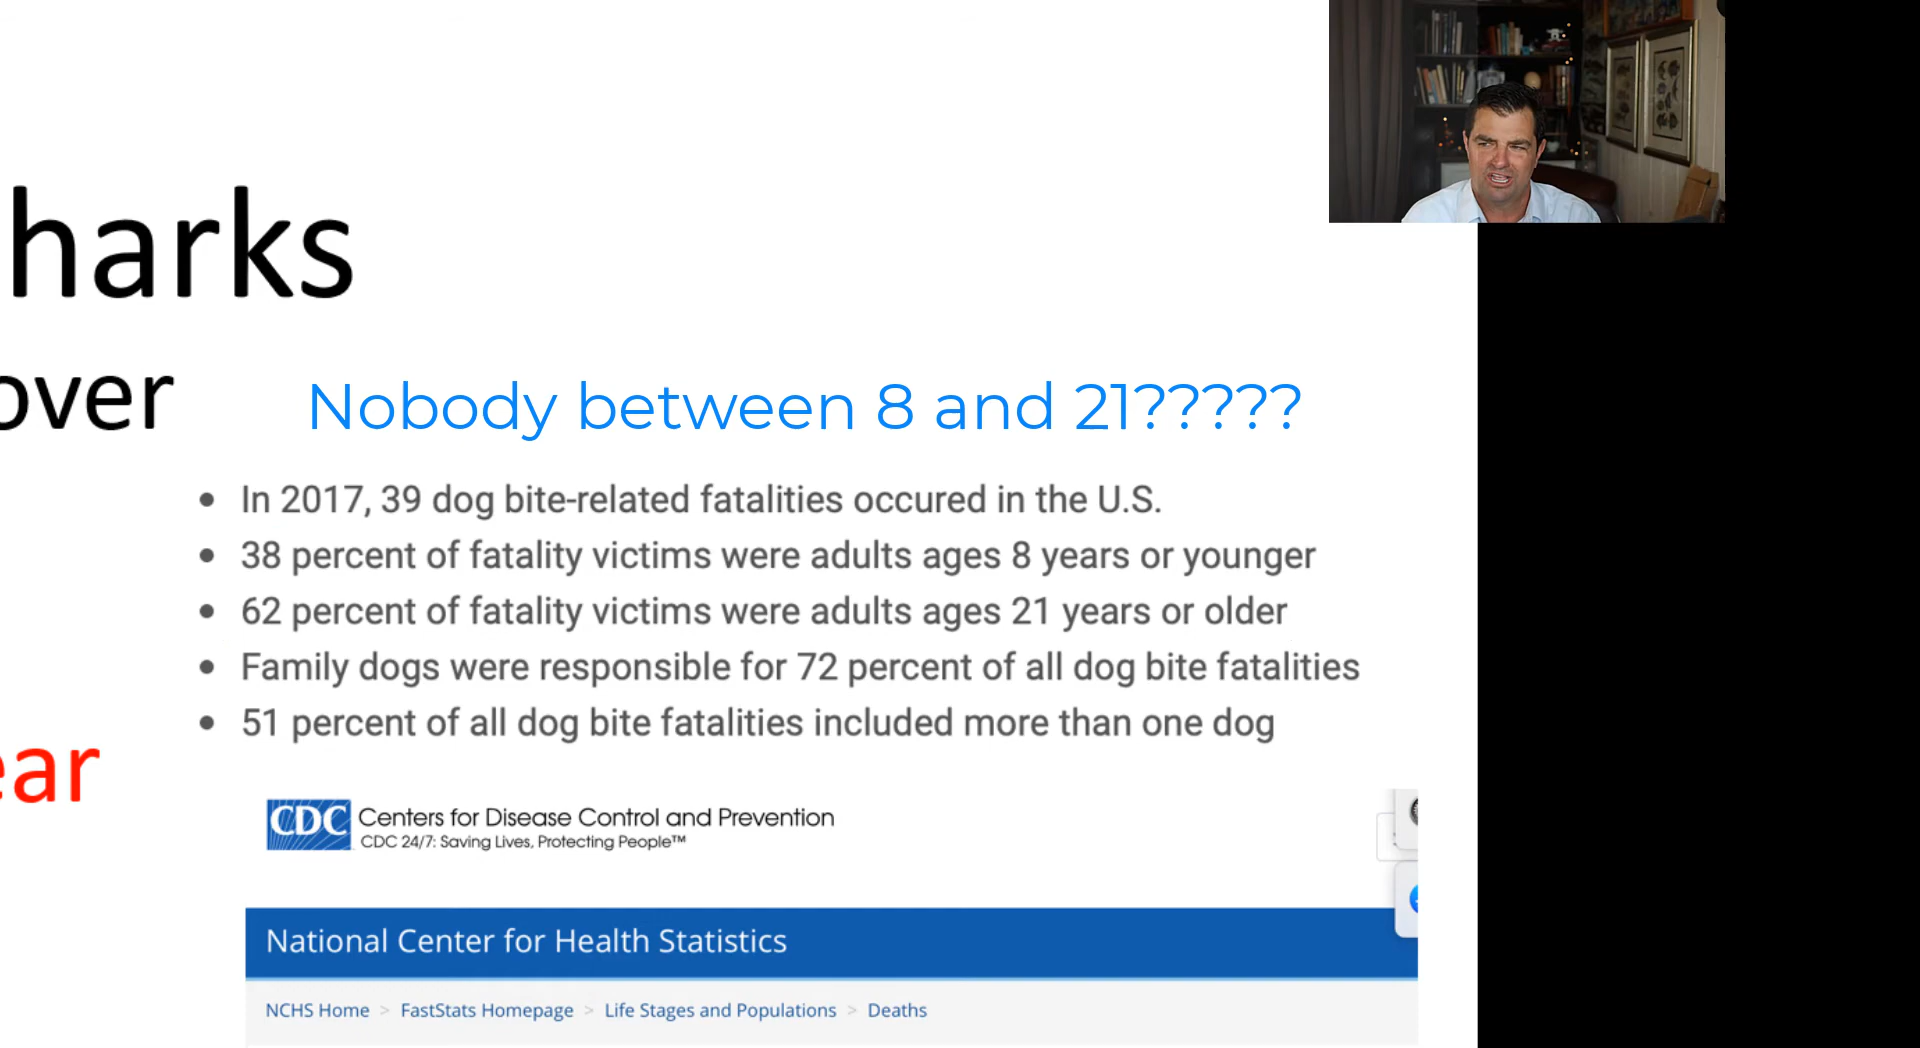 harks
over
Nobody between 8 and 21?????
• In 2017, 39 dog bite-related fatalities occured in the U.S.
• 38 percent of fatality victims were adults ages 8 years or younger
• 62 percent of fatality victims were adults ages 21 years or older
• Family dogs were responsible for 72 percent of all dog bite fatalities
• 51 percent of all dog bite fatalities included more than one dog
ear
CDC Centers for Disease Control and Prevention
CDC 24/7: Saving Lives, Protecting People™
National Center for Health Statistics
NCHS Home > FastStats Homepage > Life Stages and Populations > Deaths